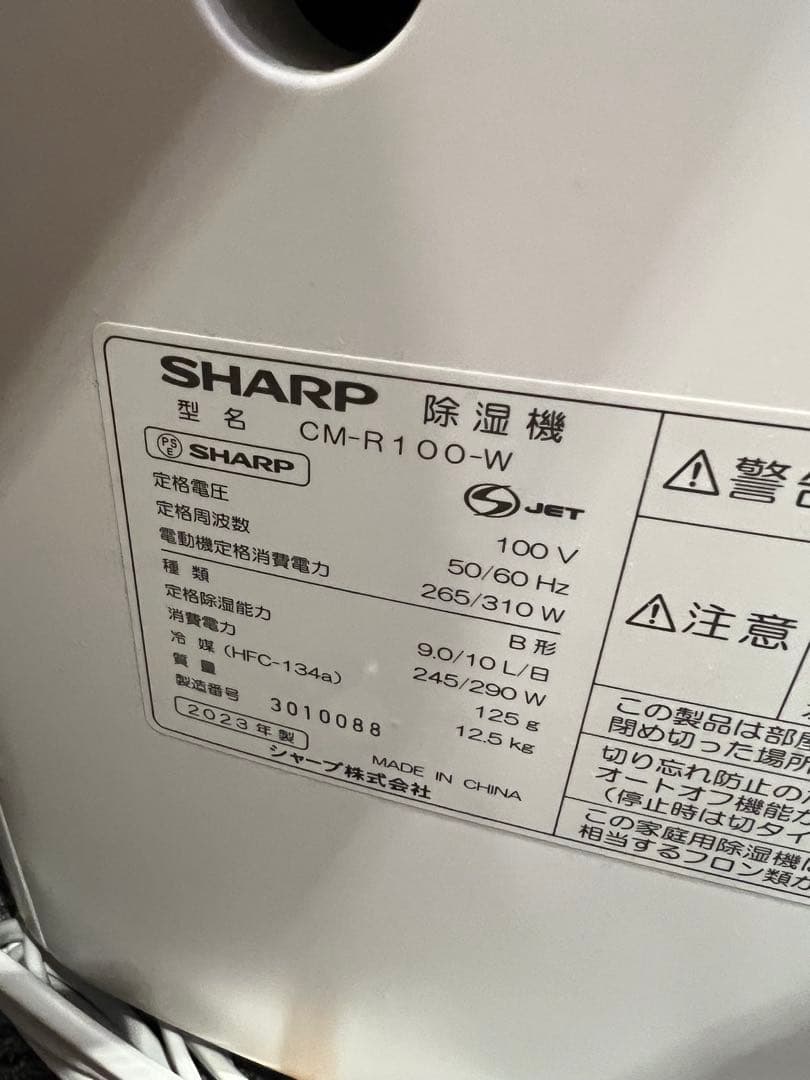 SHARP 除湿機
型名 CM-R100-W
PSE SHARP
S JET
定格電圧 100 V
定格周波数 50/60 Hz
電動機定格消費電力 265/310 W
種類 B形
定格除湿能力 9.0/10 L/日
消費電力 245/290 W
冷媒(HFC-134a) 125 g
質量 12.5 kg
製造番号 3010088
2023年製 MADE IN CHINA
シャープ株式会社
警告
注意
この製品は部屋
閉め切った場所
切り忘れ防止の
オートオフ機能が
(停止時は切タイ
この家庭用除湿機に
相当するフロン類が